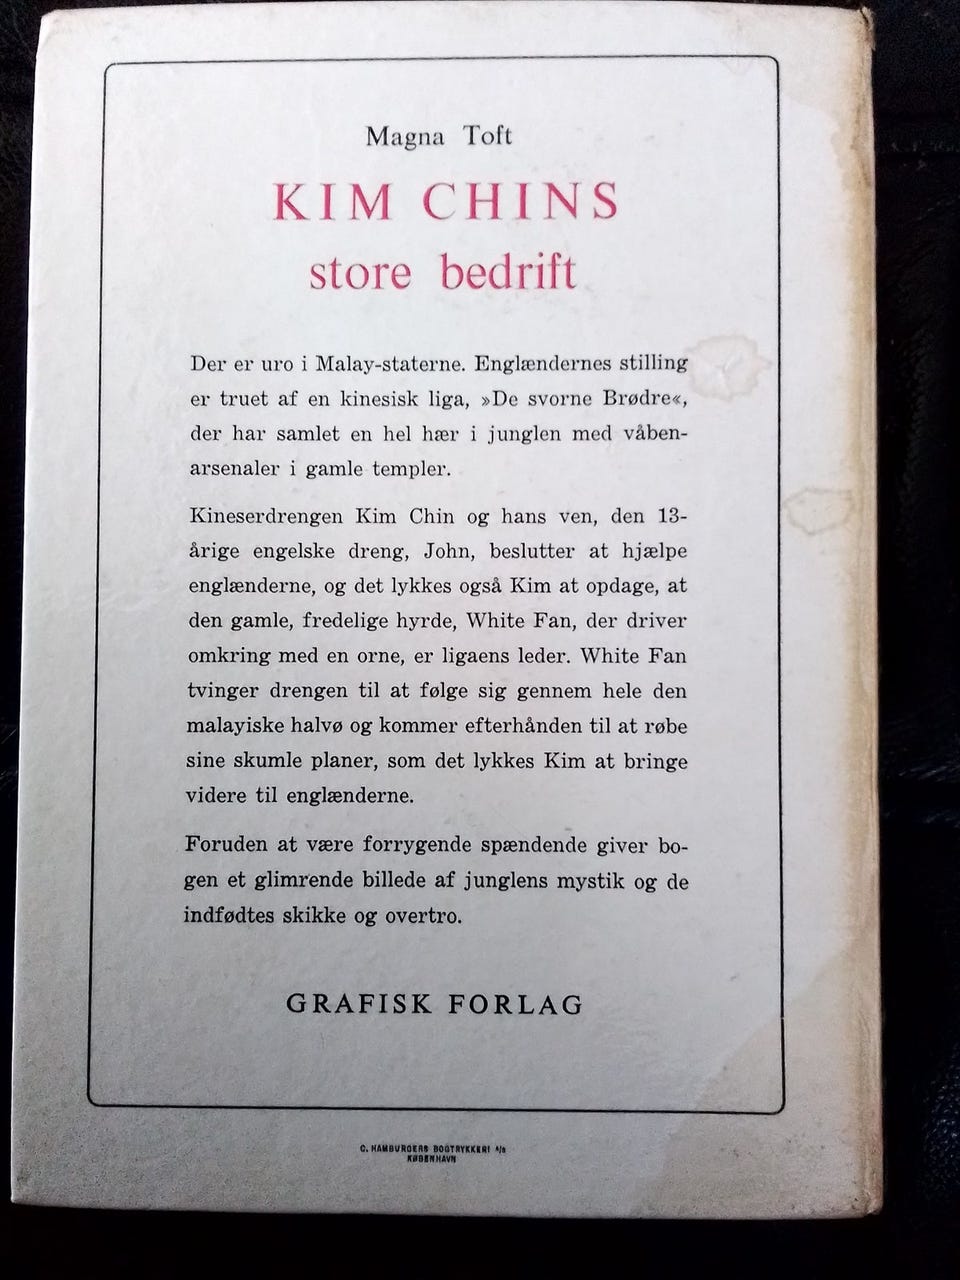 Magna Toft
KIM CHINS
store bedrift
Der er uro i Malay-staterne. Englændernes stilling
er truet af en kinesisk liga, »De svorne Brødre«,
der har samlet en hel hær i junglen med våben-
arsenaler i gamle templer.
Kineserdrengen Kim Chin og hans ven, den 13-
årige engelske dreng, John, beslutter at hjælpe
englænderne, og det lykkes også Kim at opdage, at
den gamle, fredelige hyrde, White Fan, der driver
omkring med en orne, er ligaens leder. White Fan
tvinger drengen til at følge sig gennem hele den
malayiske halvø og kommer efterhånden til at røbe
sine skumle planer, som det lykkes Kim at bringe
videre til englænderne.
Foruden at være forrygende spændende giver bo-
gen et glimrende billede af junglens mystik og de
indfødtes skikke og overtro.
GRAFISK FORLAG
C. HAMBURGERS BOGTRYKKERI A/S
KØBENHAVN